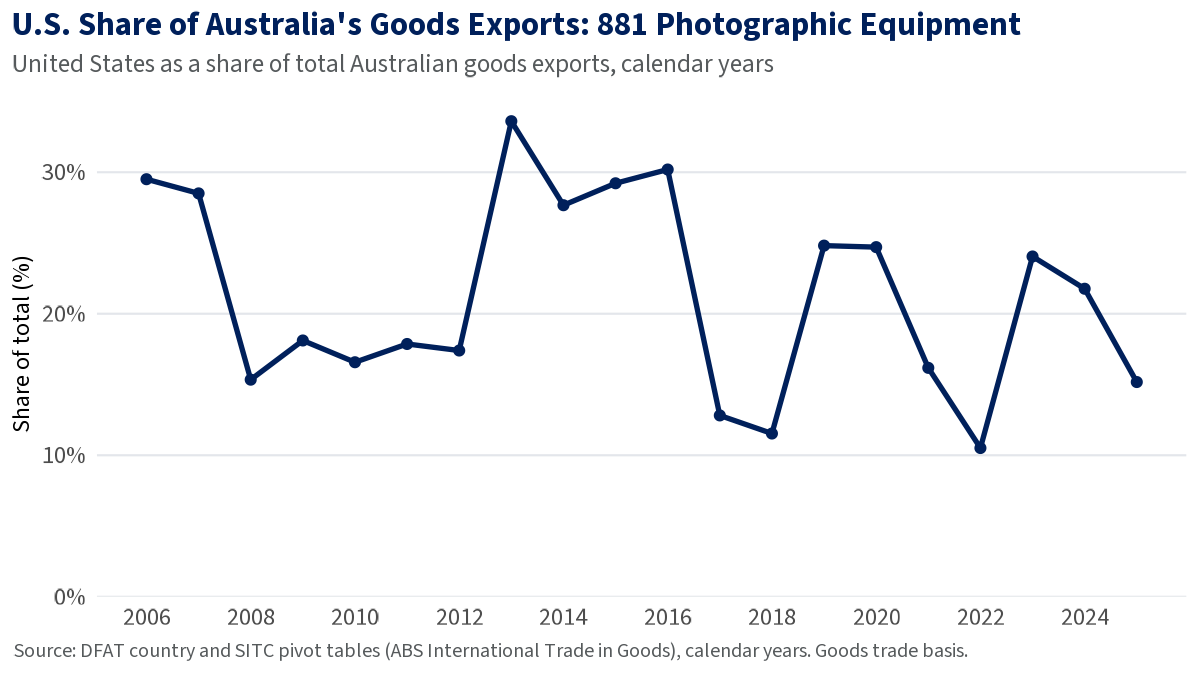 U.S. Share of Australia's Goods Exports: 881 Photographic Equipment
United States as a share of total Australian goods exports, calendar years
Share of total (%)
30%
20%
10%
0%
2006 2008 2010 2012 2014 2016 2018 2020 2022 2024
Source: DFAT country and SITC pivot tables (ABS International Trade in Goods), calendar years. Goods trade basis.